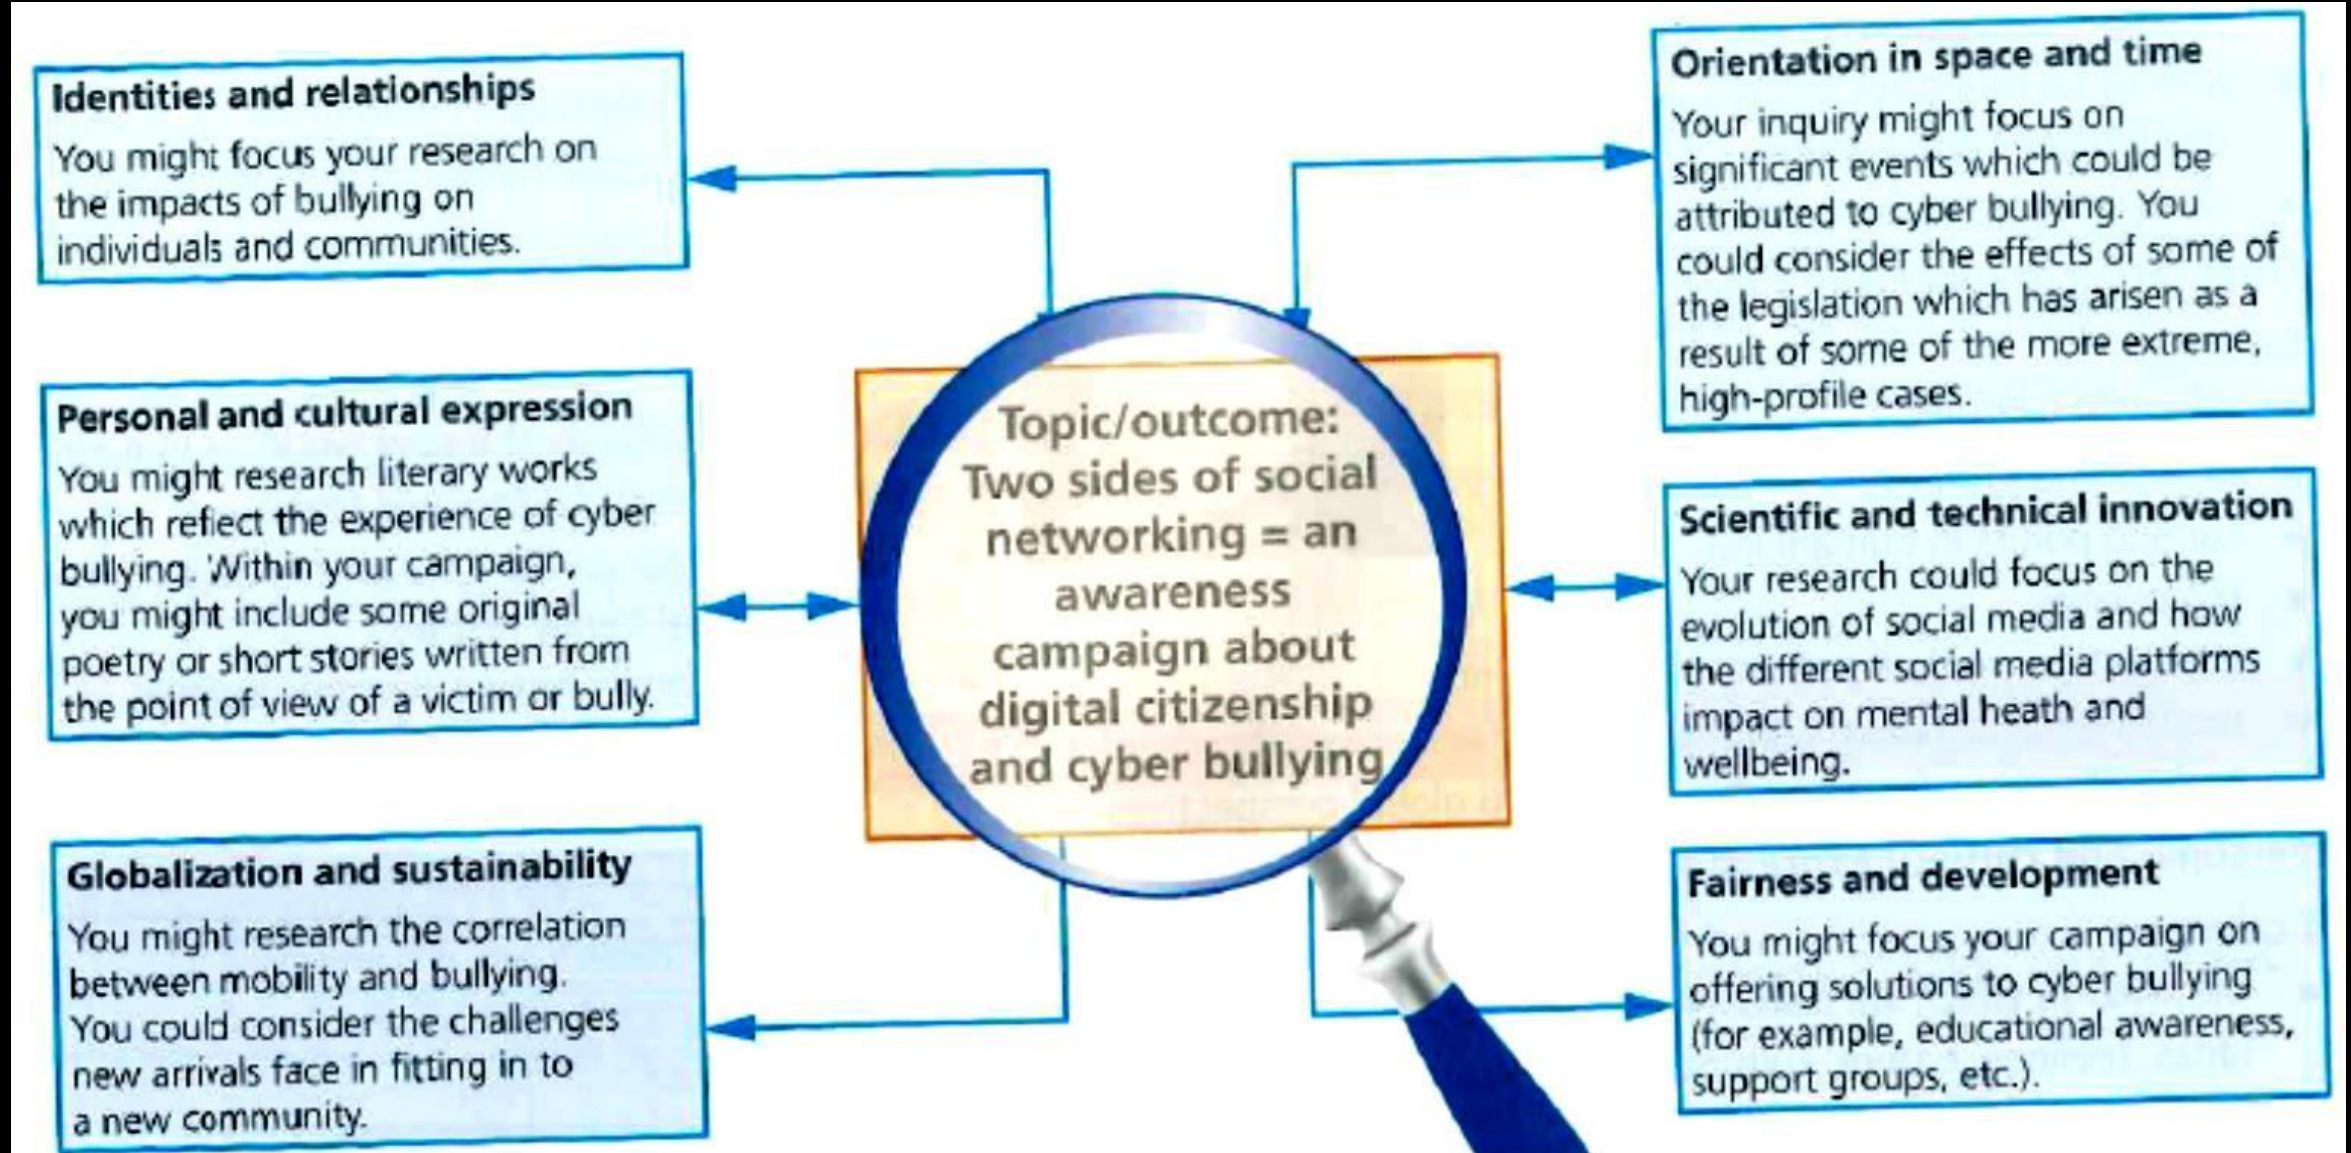 Identities and relationships
You might focus your research on
the impacts of bullying on
individuals and communities.
Personal and cultural expression
You might research literary works
which reflect the experience of cyber
bullying. Within your campaign,
you might include some original
poetry or short stories written from
the point of view of a victim or bully.
Globalization and sustainability
You might research the correlation
between mobility and bullying.
You could consider the challenges
new arrivals face in fitting in to
a new community.
Topic/outcome:
Two sides of social
networking = an
awareness
campaign about
digital citizenship
and cyber bullying
Orientation in space and time
Your inquiry might focus on
significant events which could be
attributed to cyber bullying. You
could consider the effects of some of
the legislation which has arisen as a
result of some of the more extreme,
high-profile cases.
Scientific and technical innovation
Your research could focus on the
evolution of social media and how
the different social media platforms
impact on mental heath and
wellbeing.
Fairness and development
You might focus your campaign on
offering solutions to cyber bullying
(for example, educational awareness,
support groups, etc.).